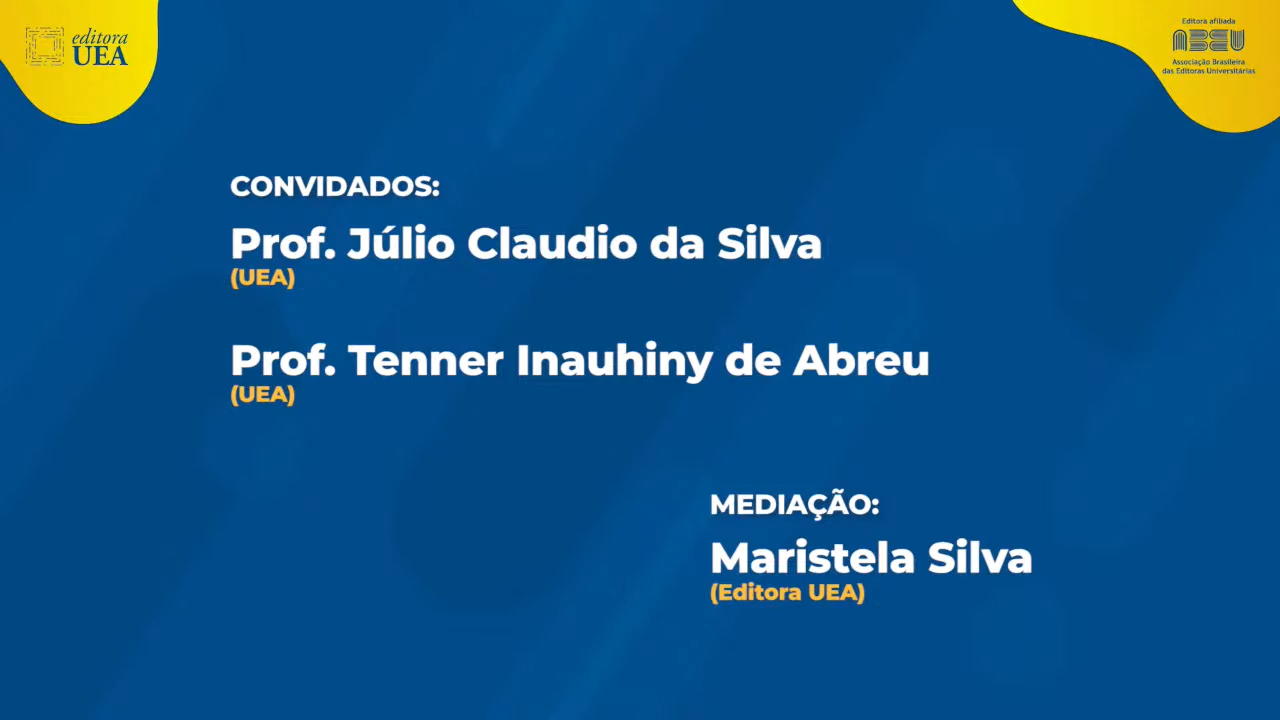 editora
UEA
Editora afiliada
ABEU
Associação Brasileira
das Editoras Universitárias
CONVIDADOS:
Prof. Júlio Claudio da Silva
(UEA)
Prof. Tenner Inauhiny de Abreu
(UEA)
MEDIAÇÃO:
Maristela Silva
(Editora UEA)